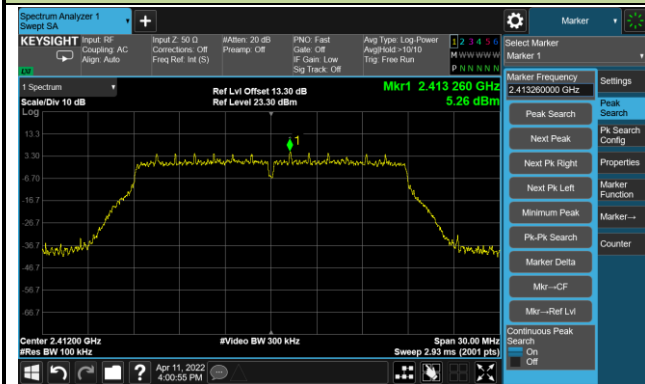 Spectrum Analyzer 1
Swept SA
Marker
KEYSIGHT
Input: RF
Coupling: AC
Align: Auto
Input Z: 50 Ω
Corrections: Off
Freq Ref: Int (S)
#Atten: 20 dB
Preamp: Off
PNO: Fast
Gate: Off
IF Gain: Low
Sig Track: Off
Avg Type: Log-Power
Avg|Hold:>10/10
Trig: Free Run
1 2 3 4 5 6
M W W W W W
P N N N N N
Select Marker
Marker 1
1 Spectrum
Scale/Div 10 dB
Log
Ref Lvl Offset 13.30 dB
Ref Level 23.30 dBm
Mkr1 2.413 260 GHz
5.26 dBm
13.3
3.30
-6.70
-16.7
-26.7
-36.7
-46.7
-56.7
-66.7
1
Center 2.41200 GHz
#Res BW 100 kHz
#Video BW 300 kHz
Span 30.00 MHz
Sweep 2.93 ms (2001 pts)
Marker Frequency
2.413260000 GHz
Peak Search
Next Peak
Next Pk Right
Next Pk Left
Minimum Peak
Pk-Pk Search
Marker Delta
Mkr→CF
Mkr→Ref Lvl
Continuous Peak
Search
On
Off
Settings
Peak
Search
Pk Search
Config
Properties
Marker
Function
Marker→
Counter
Apr 11, 2022
4:00:55 PM